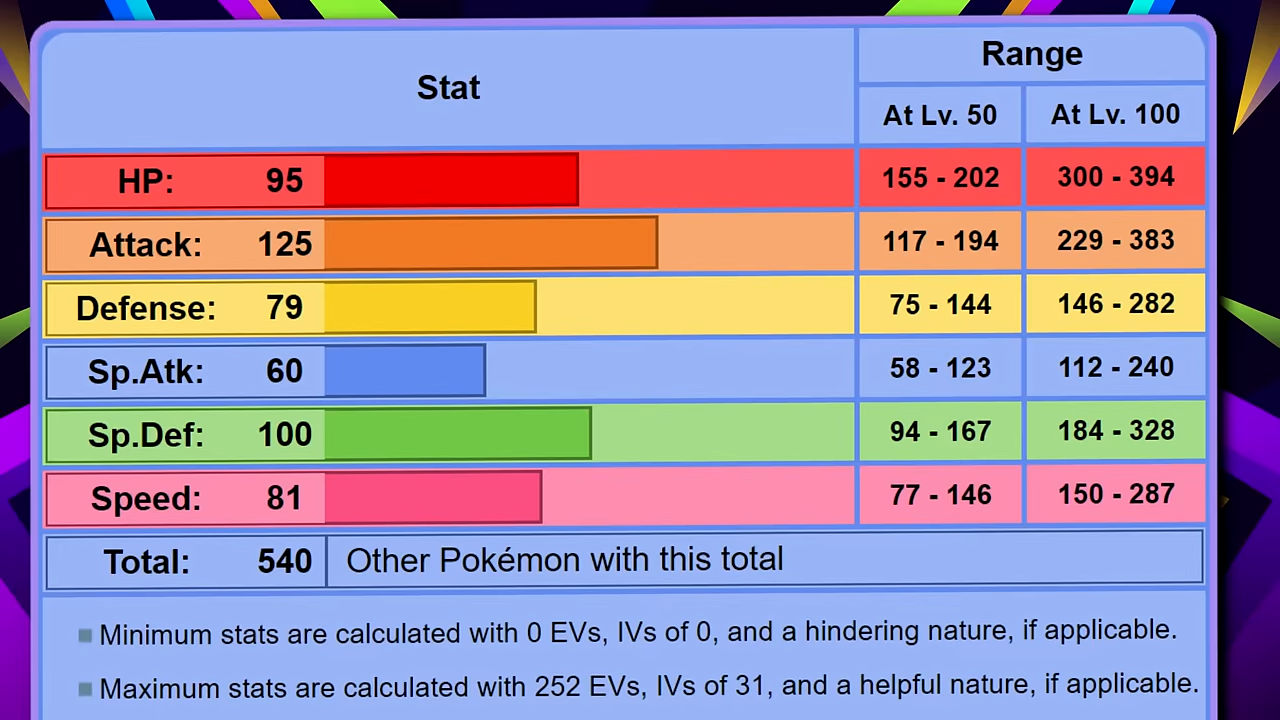 Stat
Range
At Lv. 50
At Lv. 100
HP: 95 155 - 202 300 - 394
Attack: 125 117 - 194 229 - 383
Defense: 79 75 - 144 146 - 282
Sp.Atk: 60 58 - 123 112 - 240
Sp.Def: 100 94 - 167 184 - 328
Speed: 81 77 - 146 150 - 287
Total: 540 Other Pokémon with this total
Minimum stats are calculated with 0 EVs, IVs of 0, and a hindering nature, if applicable.
Maximum stats are calculated with 252 EVs, IVs of 31, and a helpful nature, if applicable.